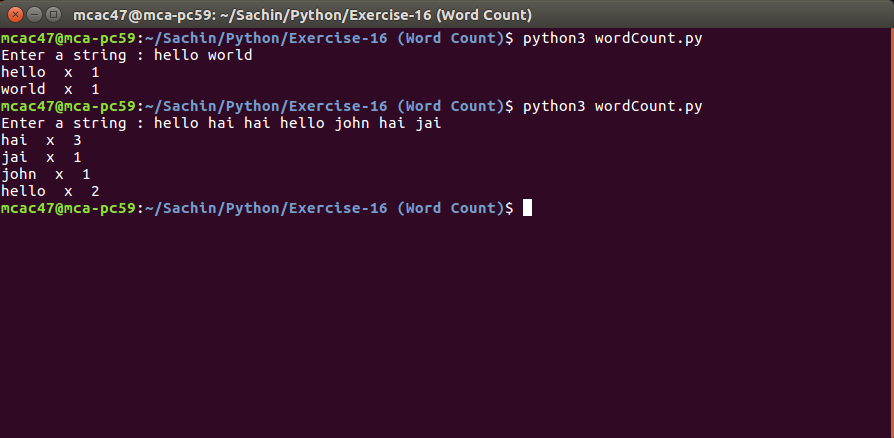 mcac47@mca-pc59: ~/Sachin/Python/Exercise-16 (Word Count)
mcac47@mca-pc59:~/Sachin/Python/Exercise-16 (Word Count)$ python3 wordCount.py
Enter a string : hello world
hello  x  1
world  x  1
mcac47@mca-pc59:~/Sachin/Python/Exercise-16 (Word Count)$ python3 wordCount.py
Enter a string : hello hai hai hello john hai jai
hai  x  3
jai  x  1
john  x  1
hello  x  2
mcac47@mca-pc59:~/Sachin/Python/Exercise-16 (Word Count)$